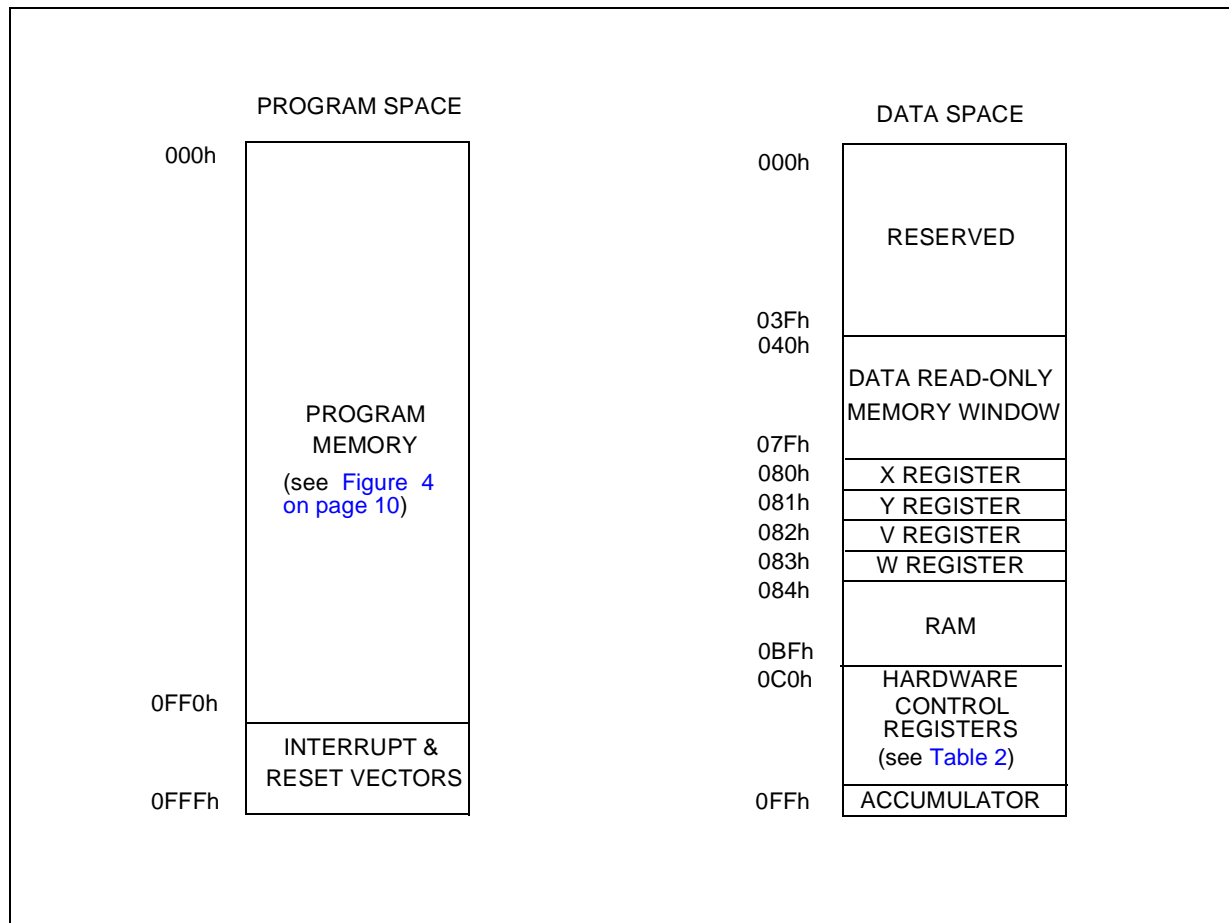 PROGRAM SPACE
000h
PROGRAM
MEMORY
(see Figure 4
on page 10)
0FF0h
INTERRUPT &
RESET VECTORS
0FFFh
DATA SPACE
000h
RESERVED
03Fh
040h
DATA READ-ONLY
MEMORY WINDOW
07Fh
080h
X REGISTER
081h
Y REGISTER
082h
V REGISTER
083h
W REGISTER
084h
RAM
0BFh
0C0h
HARDWARE
CONTROL
REGISTERS
(see Table 2)
0FFh
ACCUMULATOR